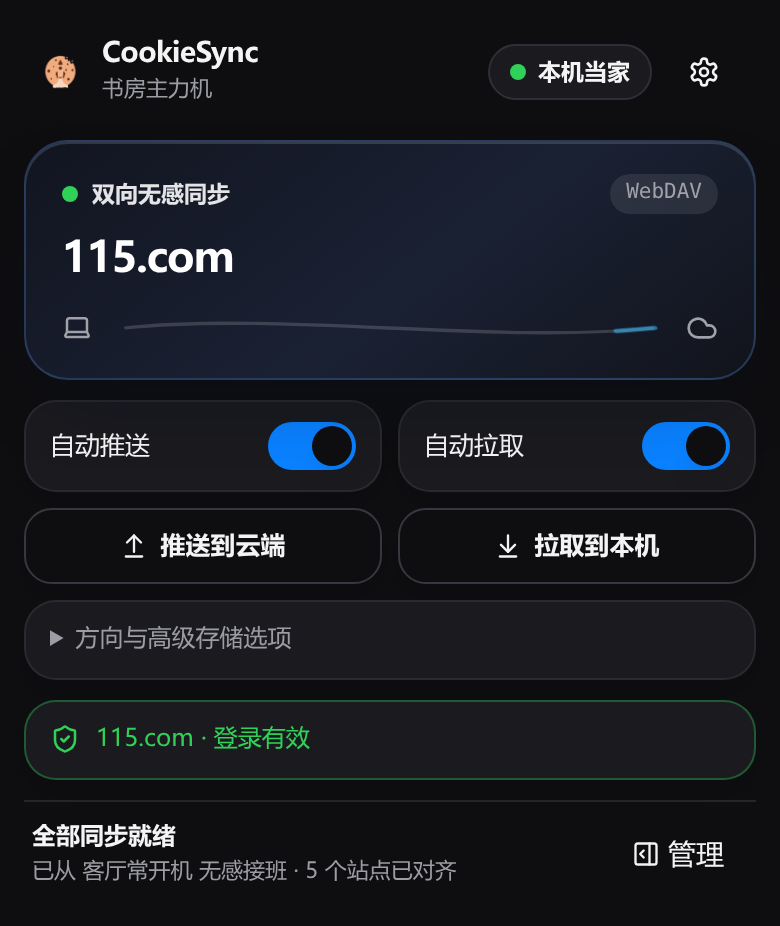 CookieSync
书房主力机
本机当家
双向无感同步
WebDAV
115.com
自动推送
自动拉取
推送到云端
拉取到本机
方向与高级存储选项
115.com · 登录有效
全部同步就绪
已从 客厅常开机 无感接班 · 5 个站点已对齐
管理